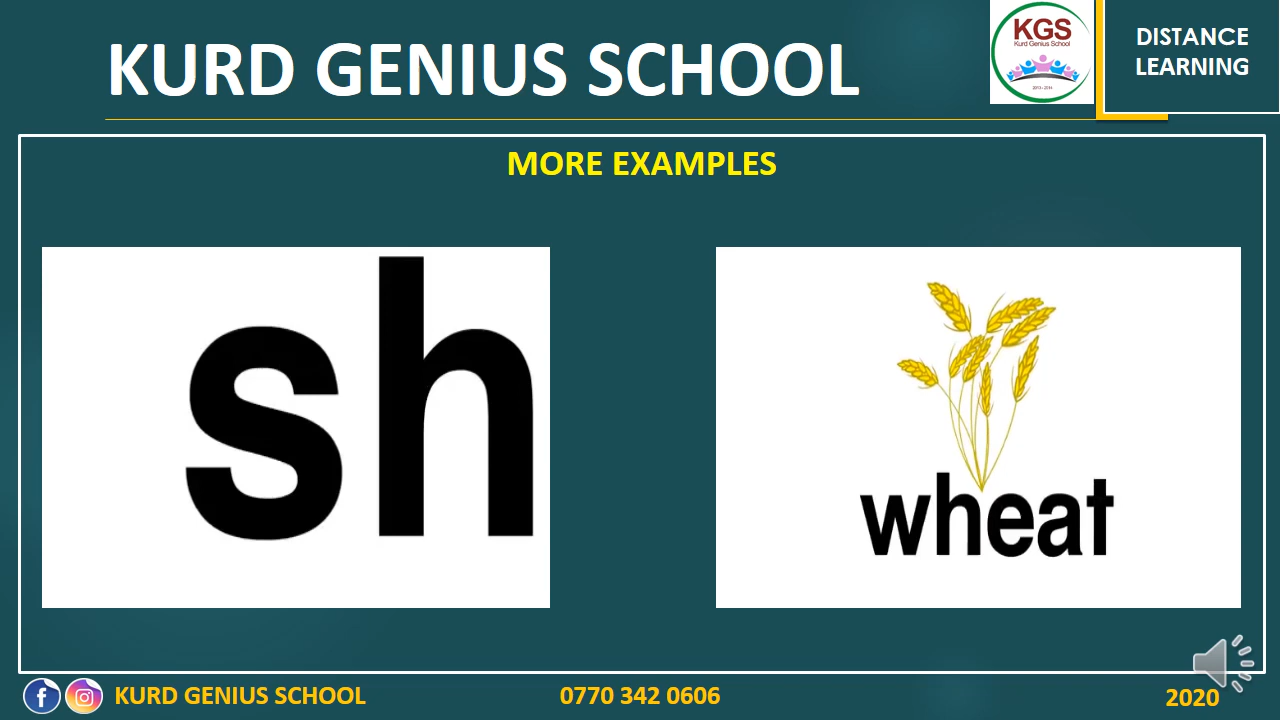 KURD GENIUS SCHOOL
KGS
Kurd Genius School
DISTANCE
LEARNING
MORE EXAMPLES
sh
wheat
KURD GENIUS SCHOOL
0770 342 0606
2020